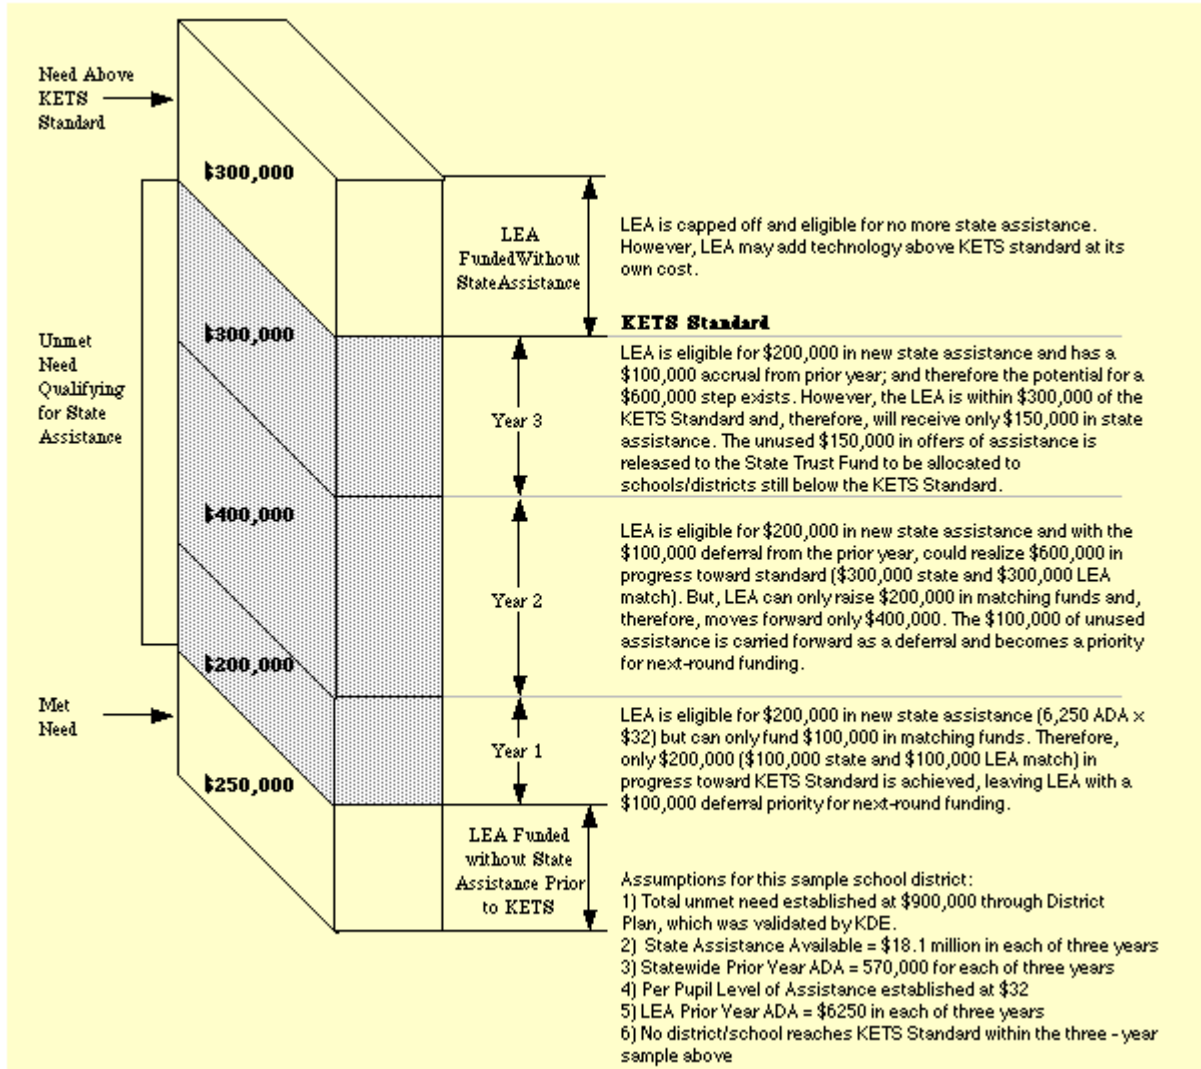 Need Above
KETS
Standard
$300,000
LEA
FundedWithout
StateAssistance
LEA is capped off and eligible for no more state assistance.
However, LEA may add technology above KETS standard at its
own cost.
KETS Standard
Unmet
Need
Qualifying
for State
Assistance
$300,000
Year 3
LEA is eligible for $200,000 in new state assistance and has a
$100,000 accrual from prior year; and therefore the potential for a
$600,000 step exists. However, the LEA is within $300,000 of the
KETS Standard and, therefore, will receive only $150,000 in state
assistance. The unused $150,000 in offers of assistance is
released to the State Trust Fund to be allocated to
schools/districts still below the KETS Standard.
$400,000
Year 2
LEA is eligible for $200,000 in new state assistance and with the
$100,000 deferral from the prior year, could realize $600,000 in
progress toward standard ($300,000 state and $300,000 LEA
match). But, LEA can only raise $200,000 in matching funds and,
therefore, moves forward only $400,000. The $100,000 of unused
assistance is carried forward as a deferral and becomes a priority
for next-round funding.
$200,000
Met
Need
Year 1
LEA is eligible for $200,000 in new state assistance (6,250 ADA ×
$32) but can only fund $100,000 in matching funds. Therefore,
only $200,000 ($100,000 state and $100,000 LEA match) in
progress toward KETS Standard is achieved, leaving LEA with a
$100,000 deferral priority for next-round funding.
$250,000
LEA Funded
without State
Assistance Prior
to KETS
Assumptions for this sample school district:
1) Total unmet need established at $900,000 through District
Plan, which was validated by KDE.
2) State Assistance Available = $18.1 million in each of three years
3) Statewide Prior Year ADA = 570,000 for each of three years
4) Per Pupil Level of Assistance established at $32
5) LEA Prior Year ADA = $6250 in each of three years
6) No district/school reaches KETS Standard within the three - year
sample above